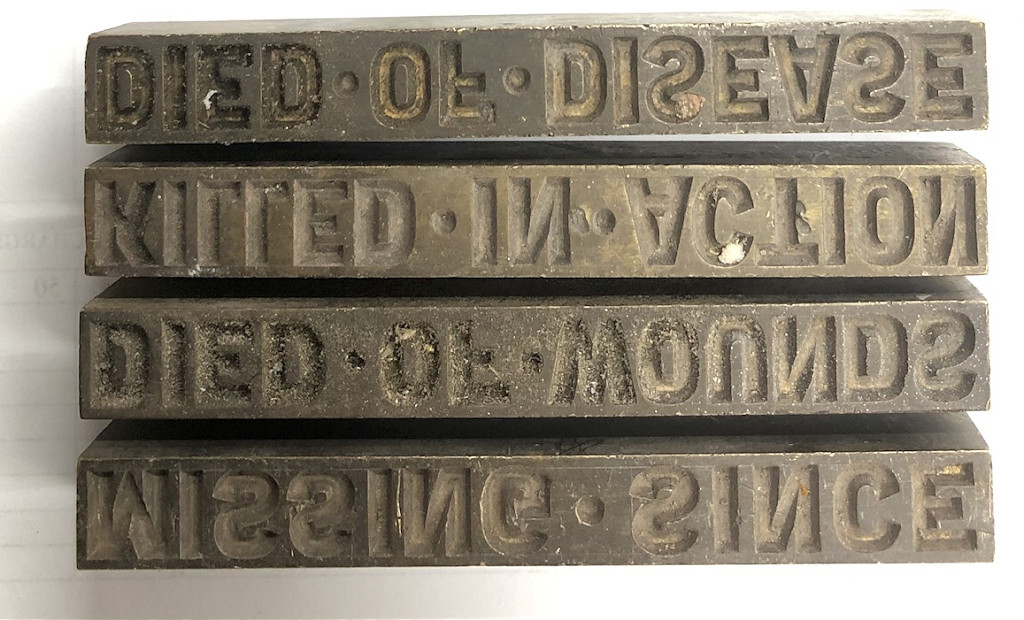 DIED·OF·DISEASE
KILLED·IN··ACTION
DIED·OF·WOUNDS
MISSING·SINCE